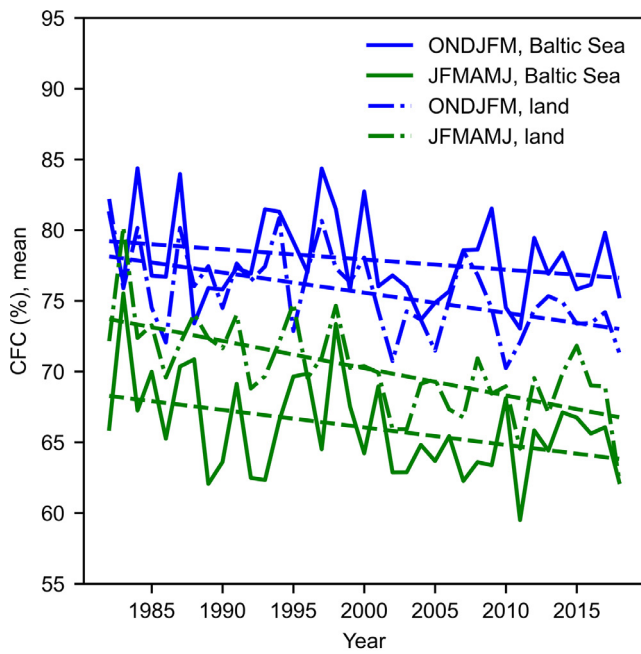 95
90
85
80
75
70
65
60
55
CFC (%), mean
ONDJFM, Baltic Sea
JFMAMJ, Baltic Sea
ONDJFM, land
JFMAMJ, land
1985 1990 1995 2000 2005 2010 2015
Year